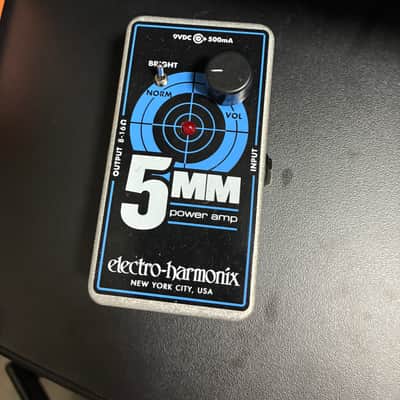 9VDC 500mA
BRIGHT
NORM
VOL
OUTPUT 8-16Ω
INPUT
5MM
power amp
electro-harmonix
NEW YORK CITY, USA